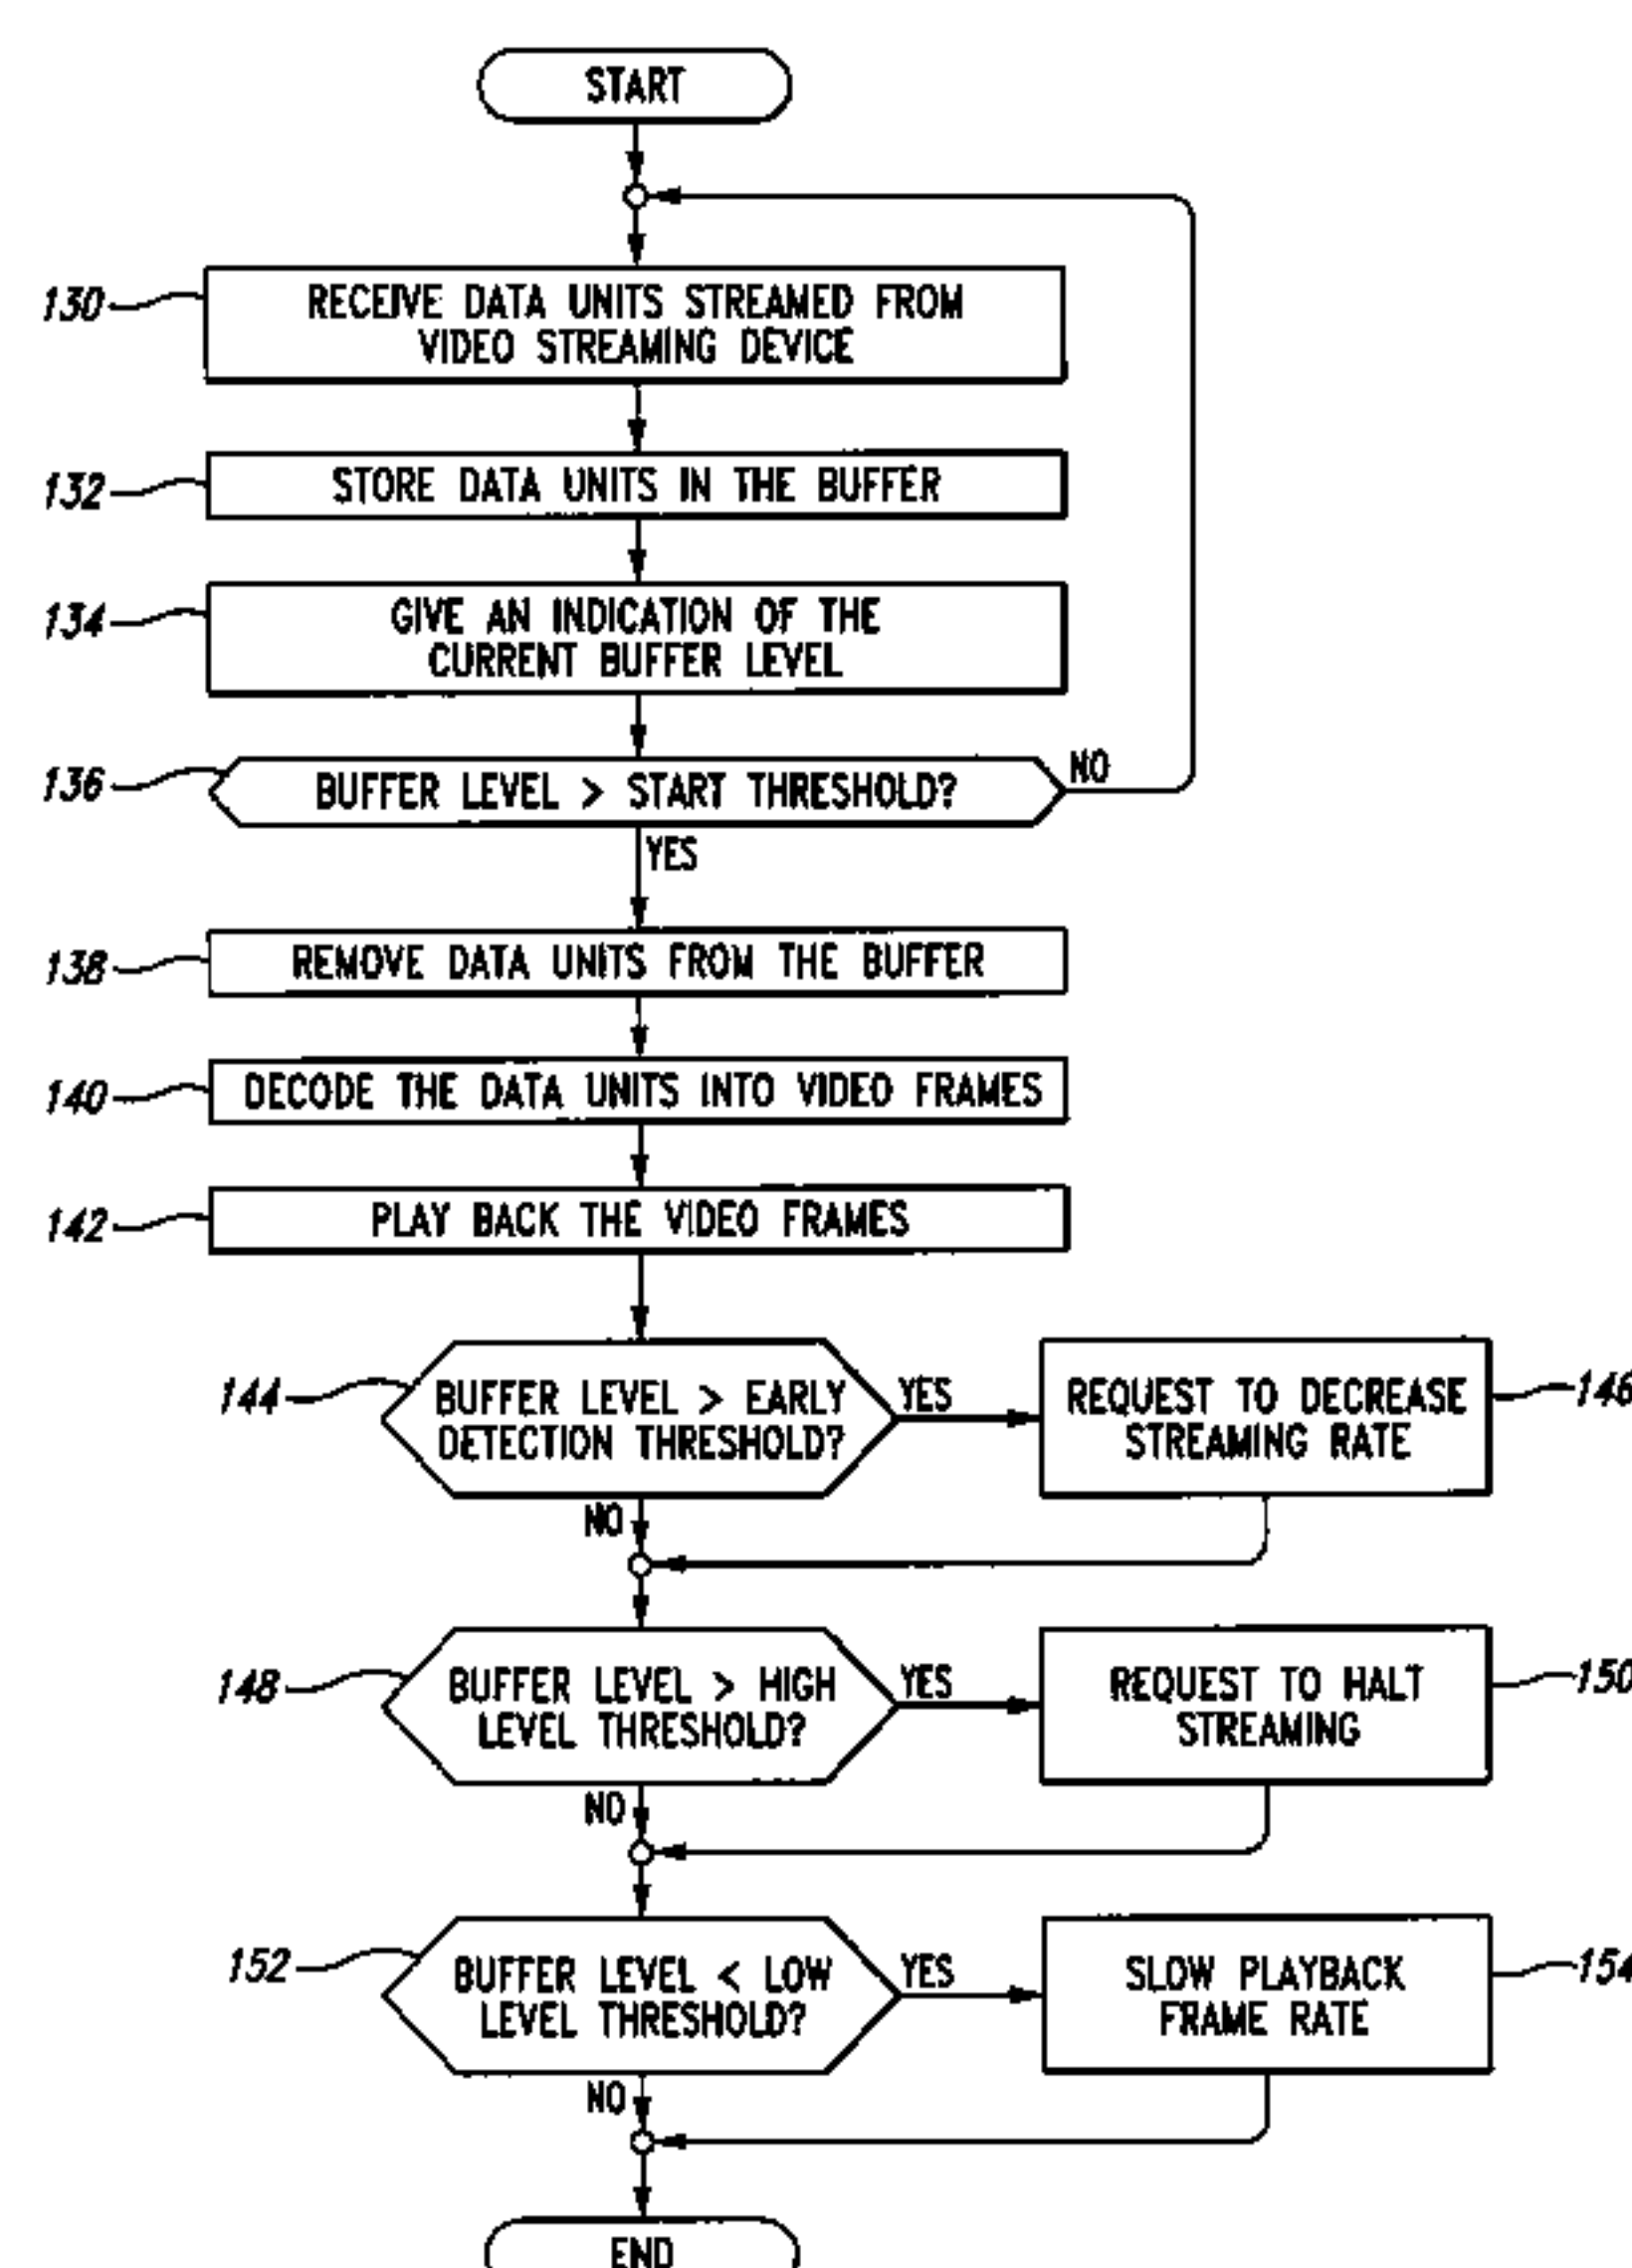 START
130
RECEIVE DATA UNITS STREAMED FROM
VIDEO STREAMING DEVICE
132
STORE DATA UNITS IN THE BUFFER
134
GIVE AN INDICATION OF THE
CURRENT BUFFER LEVEL
136
BUFFER LEVEL > START THRESHOLD?
NO
YES
138
REMOVE DATA UNITS FROM THE BUFFER
140
DECODE THE DATA UNITS INTO VIDEO FRAMES
142
PLAY BACK THE VIDEO FRAMES
144
BUFFER LEVEL > EARLY
DETECTION THRESHOLD?
YES
REQUEST TO DECREASE
STREAMING RATE
146
NO
148
BUFFER LEVEL > HIGH
LEVEL THRESHOLD?
YES
REQUEST TO HALT
STREAMING
150
NO
152
BUFFER LEVEL < LOW
LEVEL THRESHOLD?
YES
SLOW PLAYBACK
FRAME RATE
154
NO
END